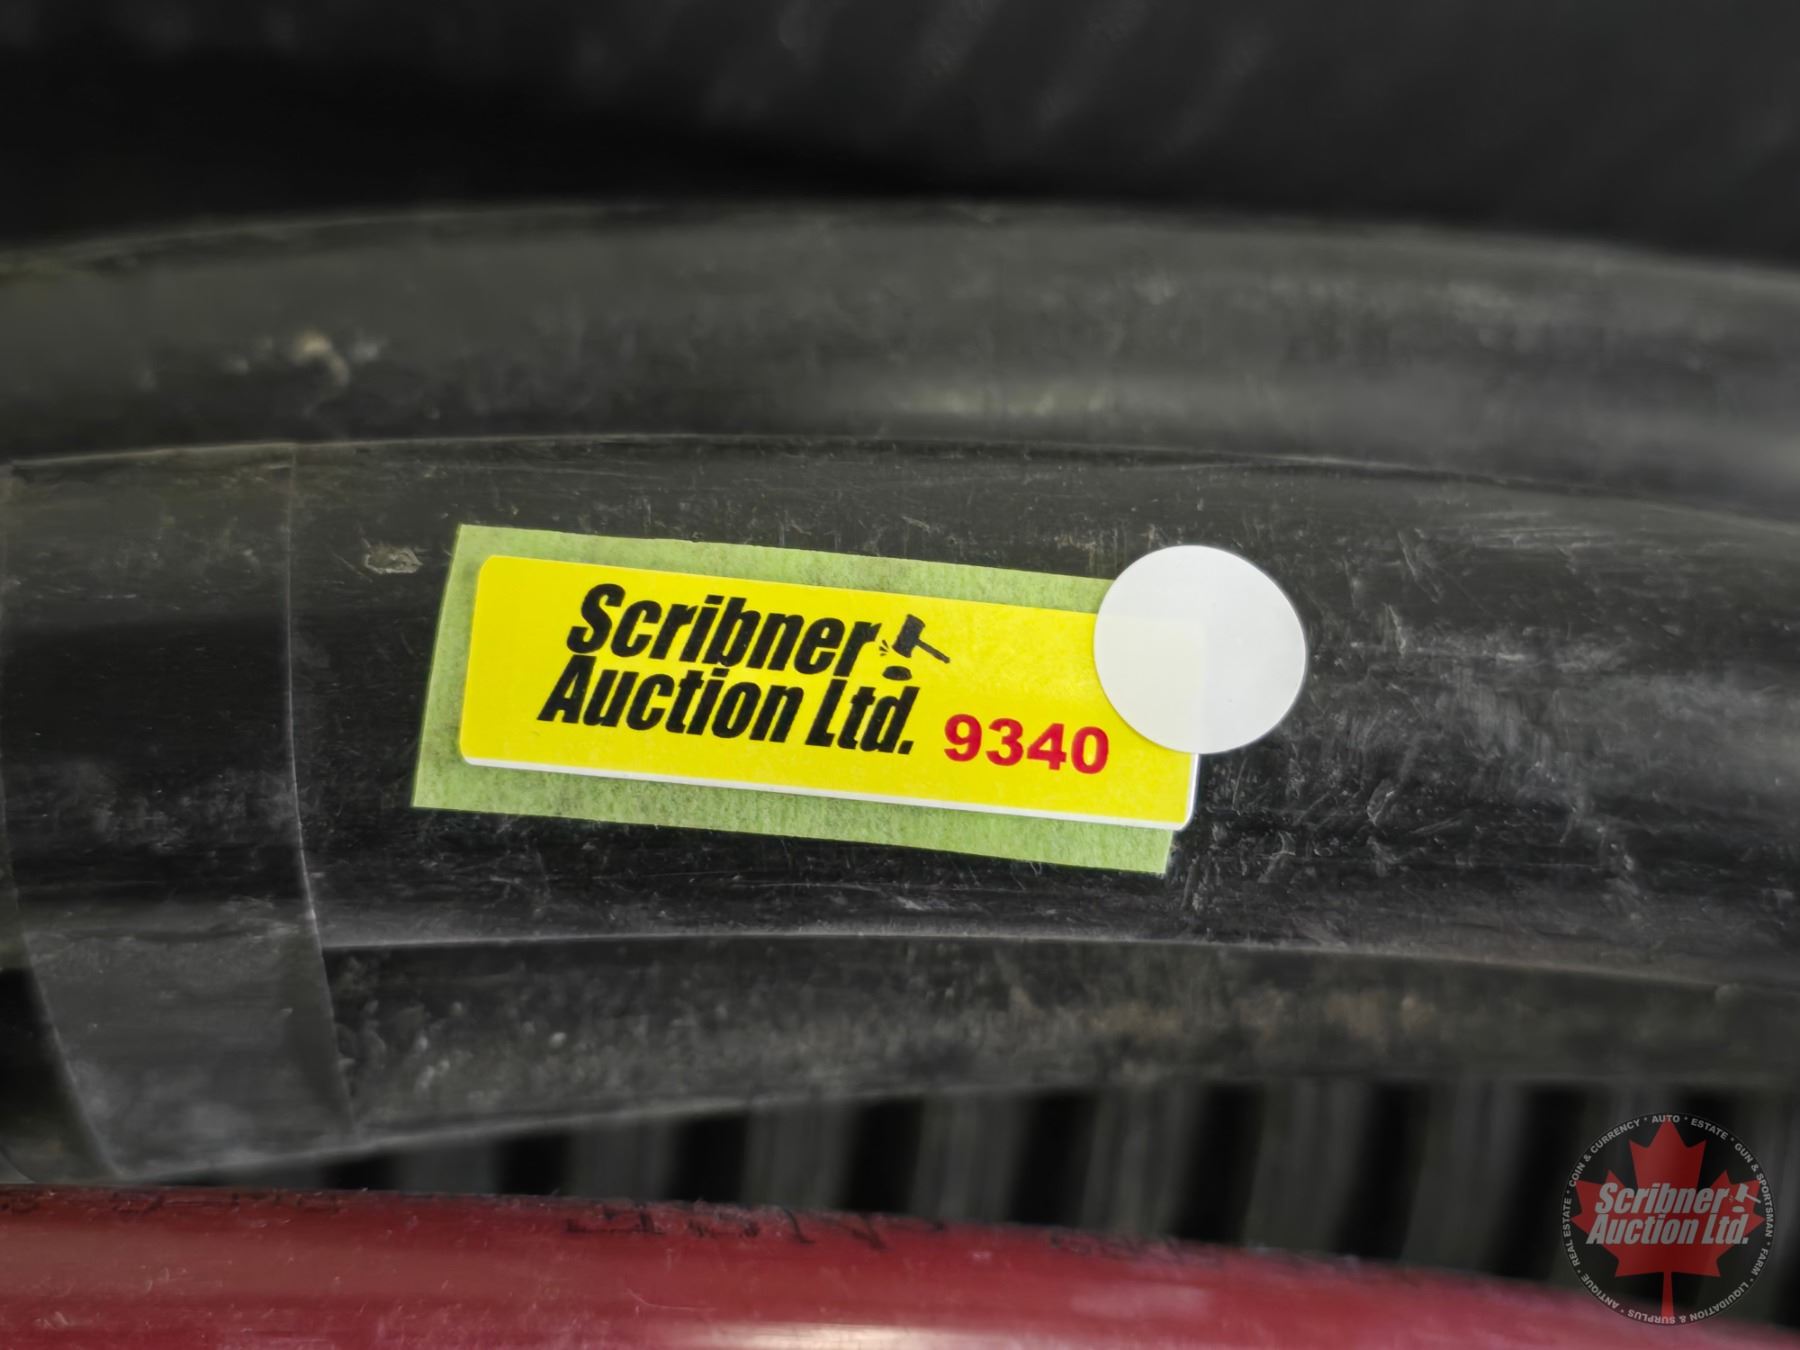 Scribner
Auction Ltd.
9340
COIN & CURRENCY · AUTO · ESTATE · GUN & SPORTSMAN · FARM · LIQUIDATION & SURPLUS · ANTIQUE · REAL ESTATE ·
Scribner
Auction Ltd.